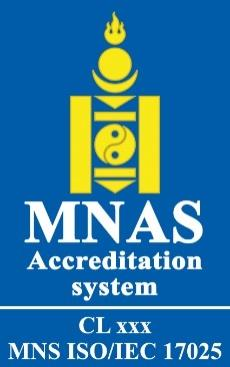 MNAS
Accreditation
system
CL xxx
MNS ISO/IEC 17025